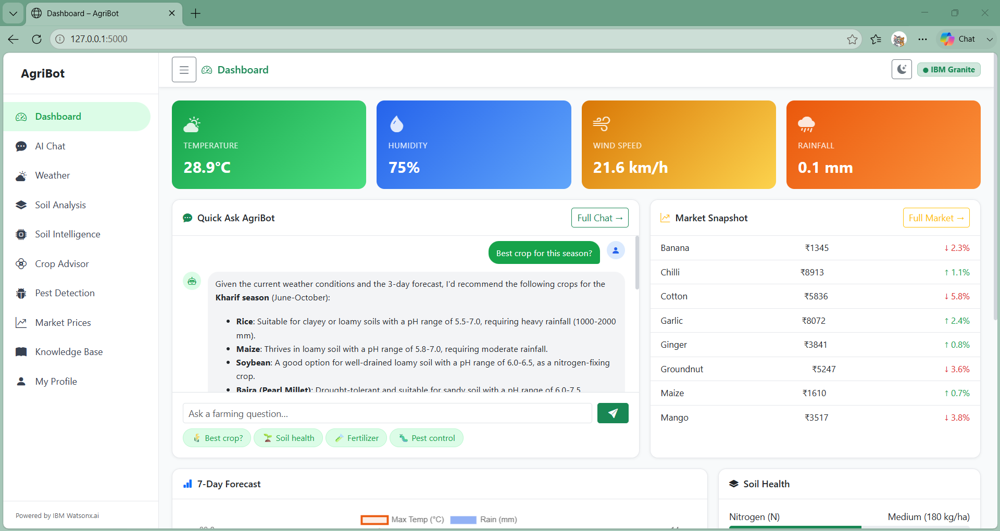 Dashboard – AgriBot
127.0.0.1:5000
Chat
AgriBot
Dashboard
AI Chat
Weather
Soil Analysis
Soil Intelligence
Crop Advisor
Pest Detection
Market Prices
Knowledge Base
My Profile
Powered by IBM Watsonx.ai
Dashboard
IBM Granite
TEMPERATURE
28.9°C
HUMIDITY
75%
WIND SPEED
21.6 km/h
RAINFALL
0.1 mm
Quick Ask AgriBot
Full Chat →
Best crop for this season?
Given the current weather conditions and the 3-day forecast, I'd recommend the following crops for the
Kharif season (June-October):
• Rice: Suitable for clayey or loamy soils with a pH range of 5.5-7.0, requiring heavy rainfall (1000-2000
mm).
• Maize: Thrives in loamy soil with a pH range of 5.8-7.0, requiring moderate rainfall.
• Soybean: A good option for well-drained loamy soil with a pH range of 6.0-6.5, as a nitrogen-fixing
crop.
• Bajra (Pearl Millet): Drought-tolerant and suitable for sandy soil with a pH range of 6.0-7.5
Ask a farming question...
Best crop?
Soil health
Fertilizer
Pest control
Market Snapshot
Full Market →
Banana ₹1345 ↓ 2.3%
Chilli ₹8913 ↑ 1.1%
Cotton ₹5836 ↓ 5.8%
Garlic ₹8072 ↑ 2.4%
Ginger ₹3841 ↑ 0.8%
Groundnut ₹5247 ↓ 3.6%
Maize ₹1610 ↑ 0.7%
Mango ₹3517 ↓ 3.8%
7-Day Forecast
Max Temp (°C) Rain (mm)
Soil Health
Nitrogen (N) Medium (180 kg/ha)